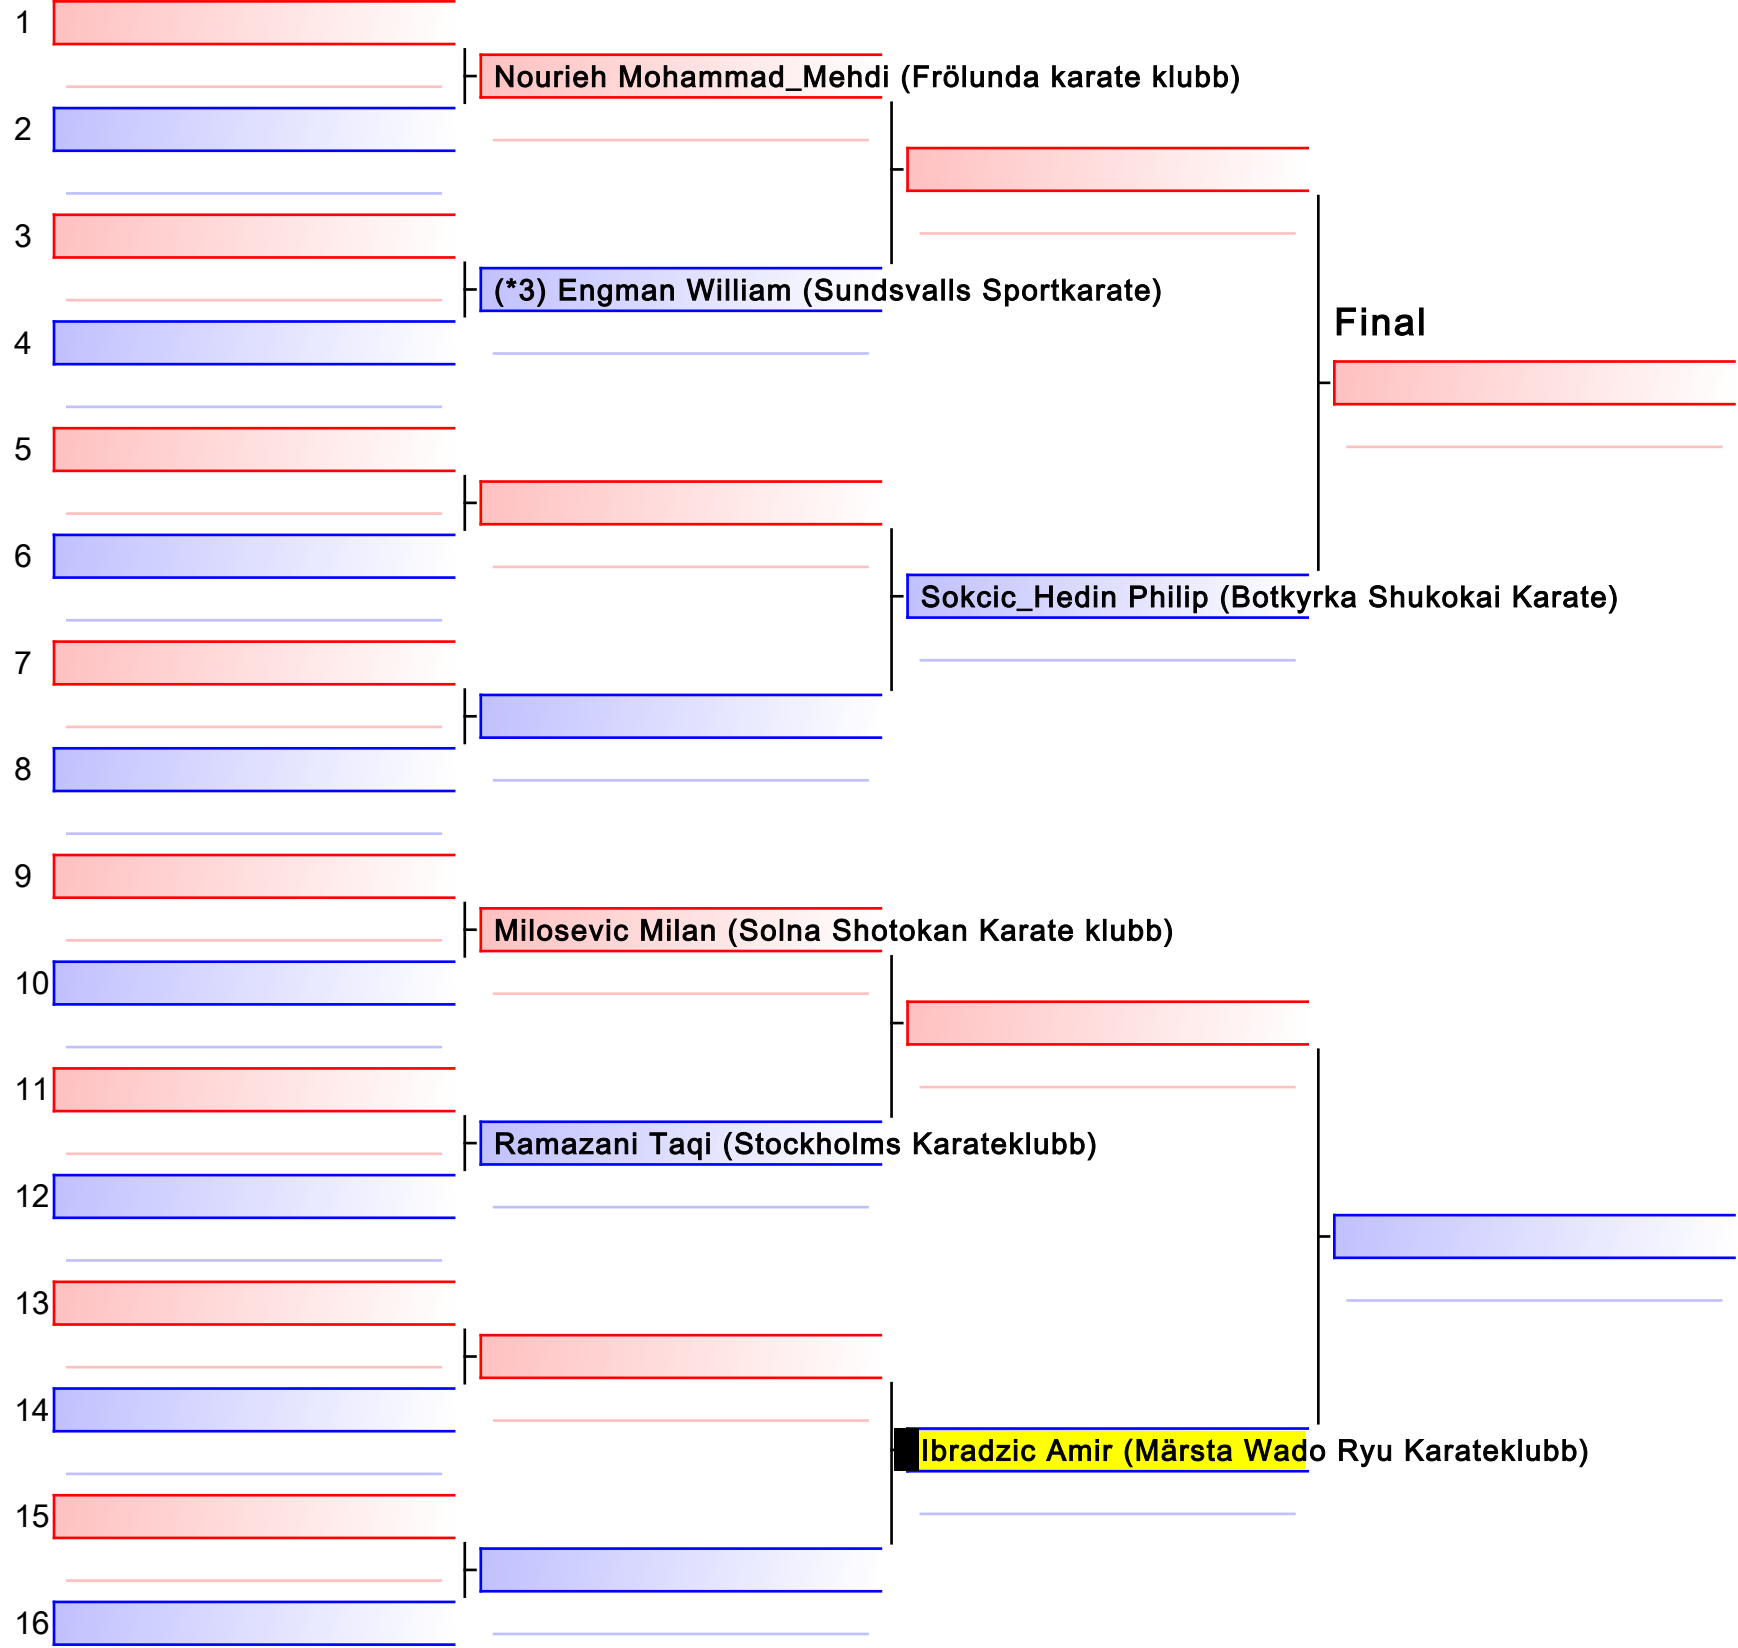 1
Nourieh Mohammad_Mehdi (Frölunda karate klubb)
2
3
(*3) Engman William (Sundsvalls Sportkarate)
Final
4
5
6
Sokcic_Hedin Philip (Botkyrka Shukokai Karate)
7
8
9
Milosevic Milan (Solna Shotokan Karate klubb)
10
11
Ramazani Taqi (Stockholms Karateklubb)
12
13
14
Ibradzic Amir (Märsta Wado Ryu Karateklubb)
15
16